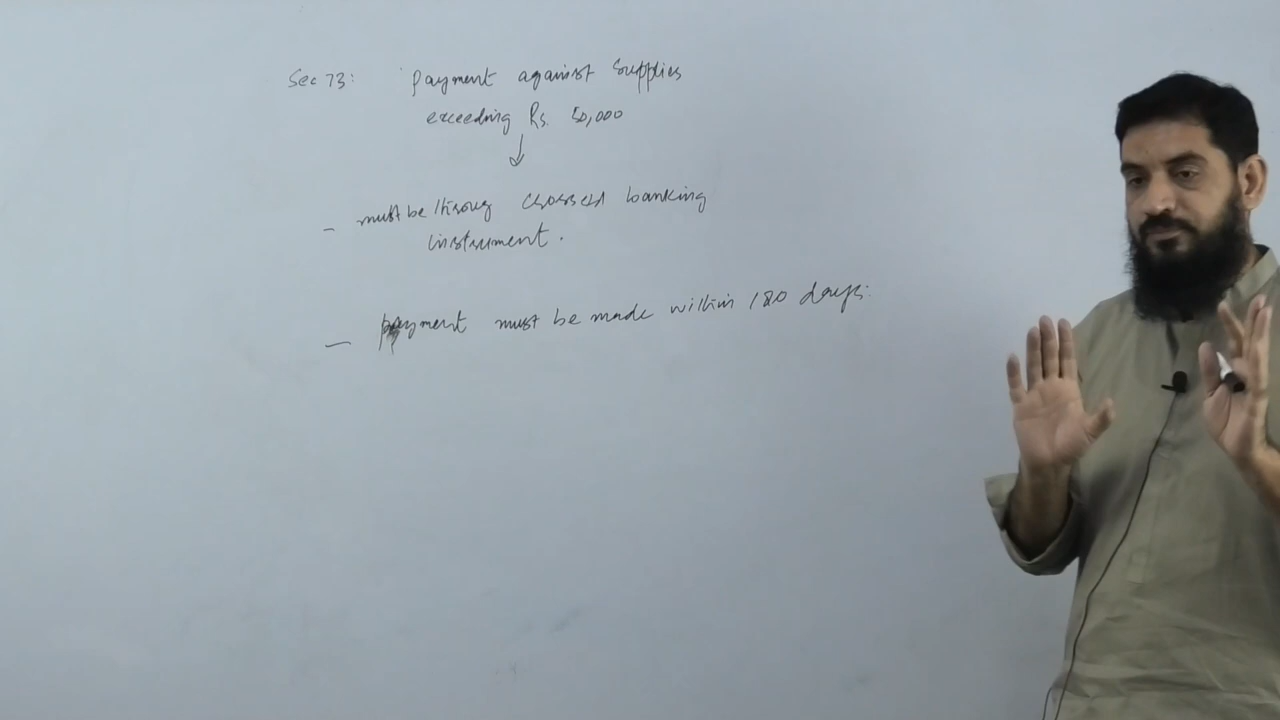 Sec 73: Payment against Supplies
exceeding Rs. 50,000
- must be throug crossed banking
instrument.
- Payment must be made within 180 days.